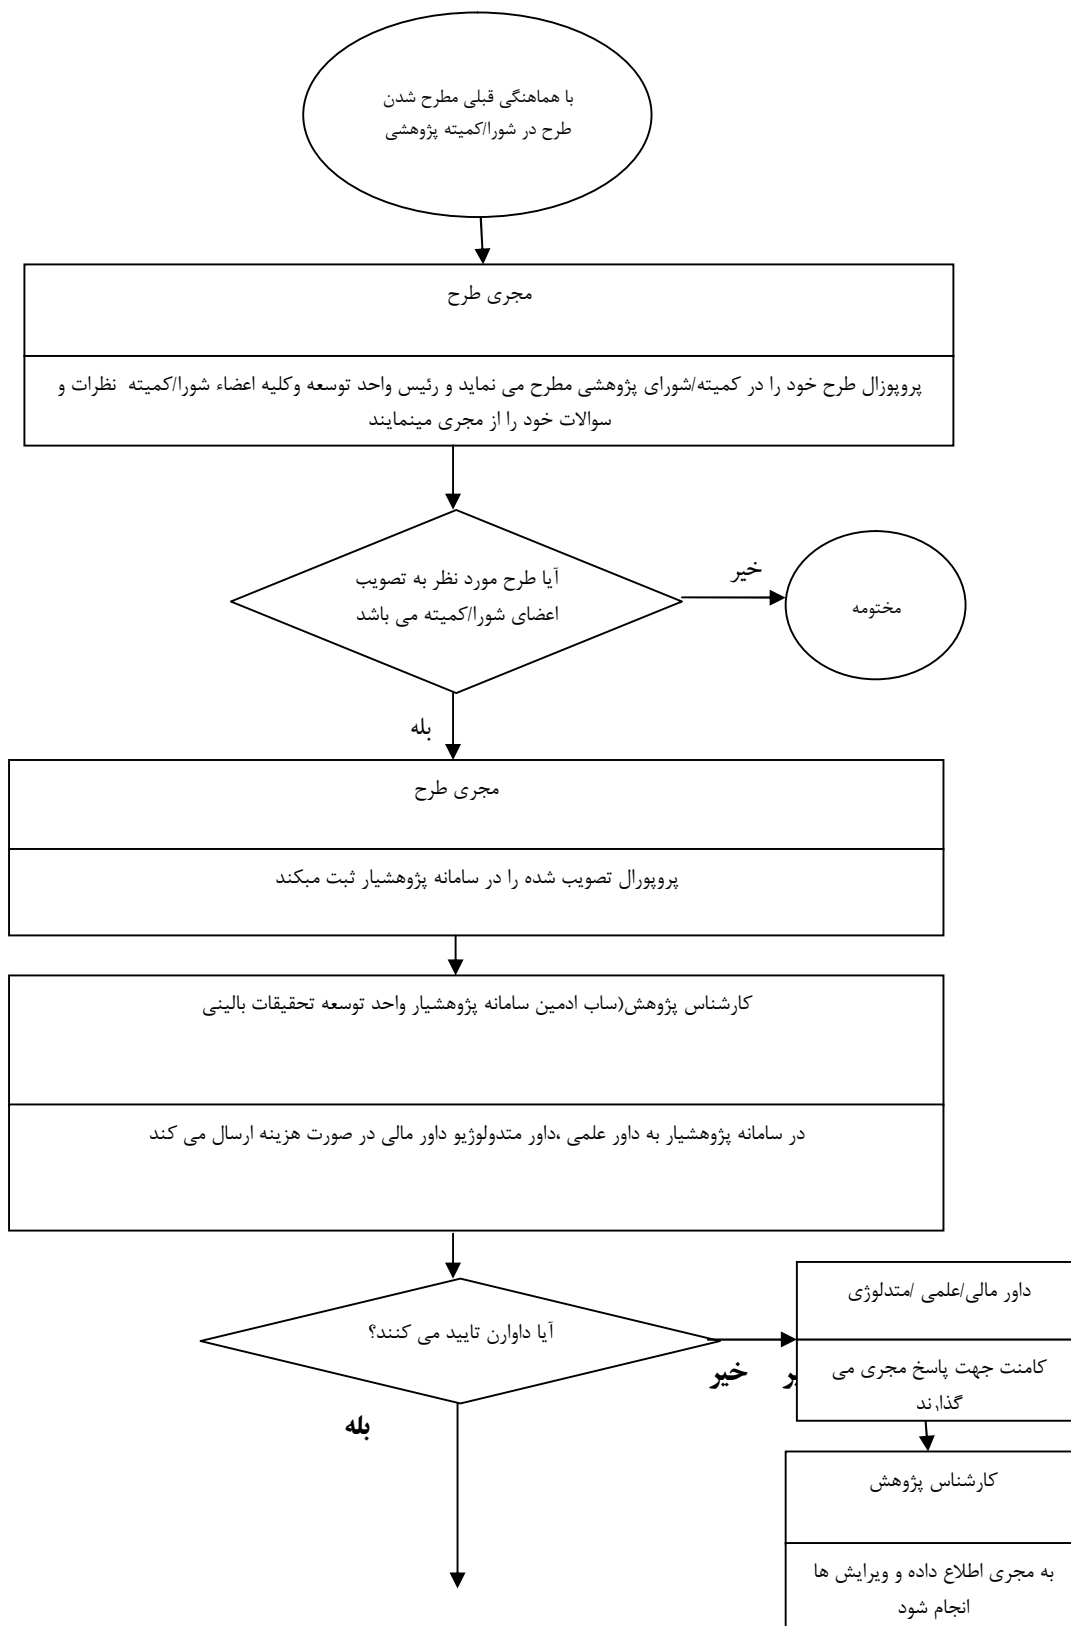 با هماهنگی قبلی مطرح شدن
طرح در شورا/کمیته پژوهشی
مجری طرح
پروپوزال طرح خود را در کمیته/شورای پژوهشی مطرح می نماید و رئیس واحد توسعه وکلیه اعضاء شورا/کمیته نظرات و
سوالات خود را از مجری مینمایند
آیا طرح مورد نظر به تصویب
اعضای شورا/کمیته می باشد
خیر
مختومه
بله
مجری طرح
پروپورال تصویب شده را در سامانه پژوهشیار ثبت مبکند
کارشناس پژوهش(ساب ادمین سامانه پژوهشیار واحد توسعه تحقیقات بالینی
در سامانه پژوهشیار به داور علمی ،داور متدولوژیو داور مالی در صورت هزینه ارسال می کند
آیا داوارن تایید می کنند؟
خیر
بله
داور مالی/علمی /متدلوژی
کامنت جهت پاسخ مجری می
گذارند
کارشناس پژوهش
به مجری اطلاع داده و ویرایش ها
انجام شود